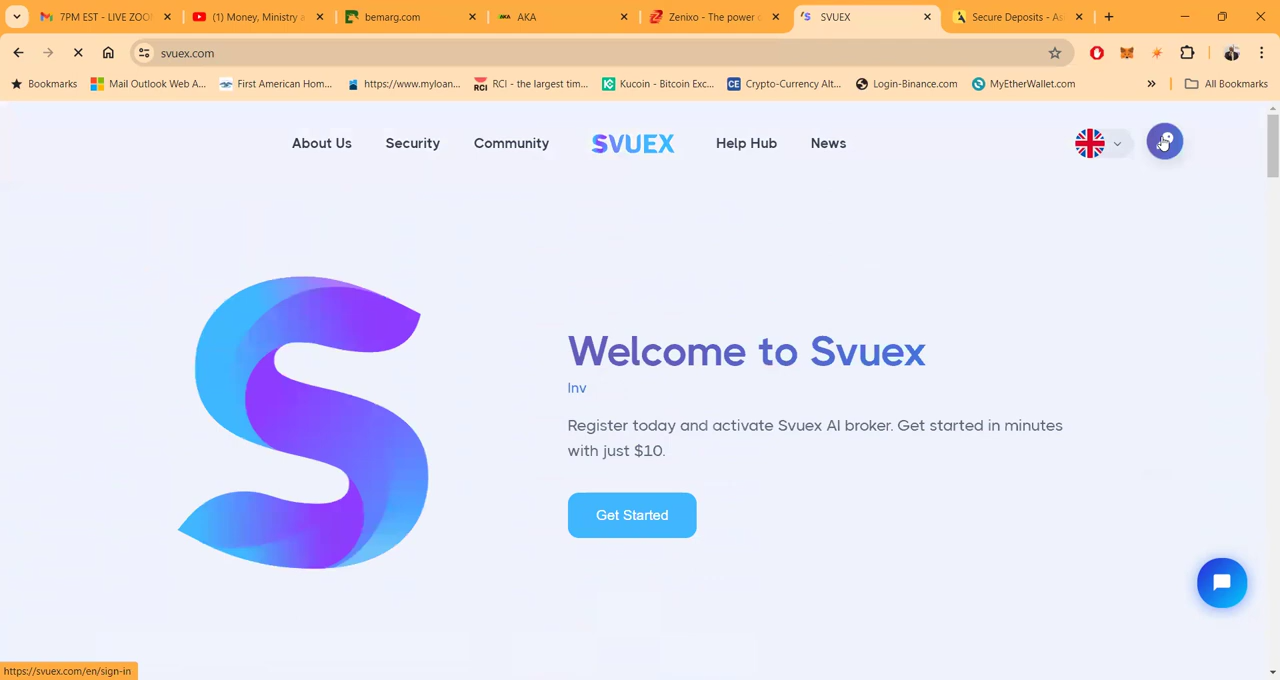 7PM EST - LIVE ZOO
(1) Money, Ministry a
bemarg.com
AKA
AKA
Zenixo - The power o
SVUEX
Secure Deposits - As
svuex.com
Bookmarks
Mail Outlook Web A...
First American Hom...
https://www.myloan...
RCI
RCI - the largest tim...
Kucoin - Bitcoin Exc...
CE
Crypto-Currency Alt...
Login-Binance.com
MyEtherWallet.com
»
All Bookmarks
About Us
Security
Community
SVUEX
Help Hub
News
Welcome to Svuex
Inv
Register today and activate Svuex AI broker. Get started in minutes
with just $10.
Get Started
https://svuex.com/en/sign-in